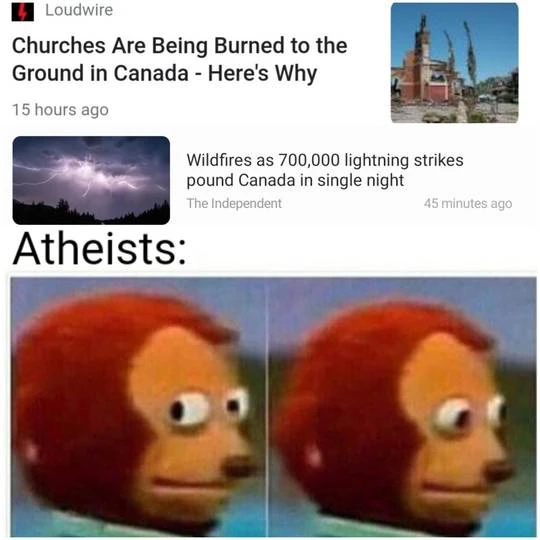 Loudwire
Churches Are Being Burned to the
Ground in Canada - Here's Why
15 hours ago
Wildfires as 700,000 lightning strikes
pound Canada in single night
The Independent 45 minutes ago
Atheists: